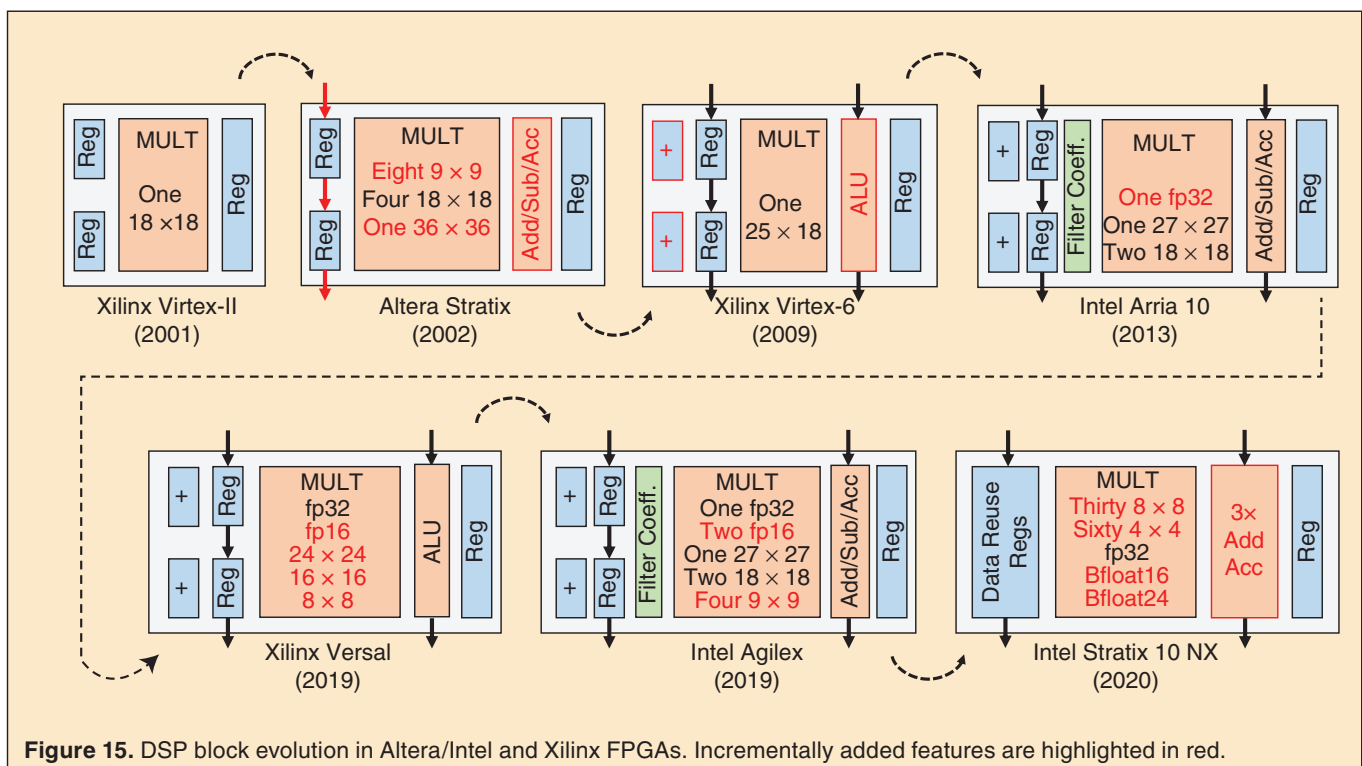 Reg
Reg
MULT
One
18 ×18
Reg
Xilinx Virtex-II
(2001)
Reg
Reg
MULT
Eight 9 × 9
Four 18 × 18
One 36 × 36
Add/Sub/Acc
Reg
Altera Stratix
(2002)
+
+
Reg
Reg
MULT
One
25 × 18
ALU
Reg
Xilinx Virtex-6
(2009)
+
+
Reg
Reg
Filter Coeff.
MULT
One fp32
One 27 × 27
Two 18 × 18
Add/Sub/Acc
Reg
Intel Arria 10
(2013)
+
+
Reg
Reg
MULT
fp32
fp16
24 × 24
16 × 16
8 × 8
ALU
Reg
Xilinx Versal
(2019)
+
+
Reg
Reg
Filter Coeff.
MULT
One fp32
Two fp16
One 27 × 27
Two 18 × 18
Four 9 × 9
Add/Sub/Acc
Reg
Intel Agilex
(2019)
Data Reuse
Regs
MULT
Thirty 8 × 8
Sixty 4 × 4
fp32
Bfloat16
Bfloat24
3×
Add
Acc
Reg
Intel Stratix 10 NX
(2020)
Figure 15. DSP block evolution in Altera/Intel and Xilinx FPGAs. Incrementally added features are highlighted in red.